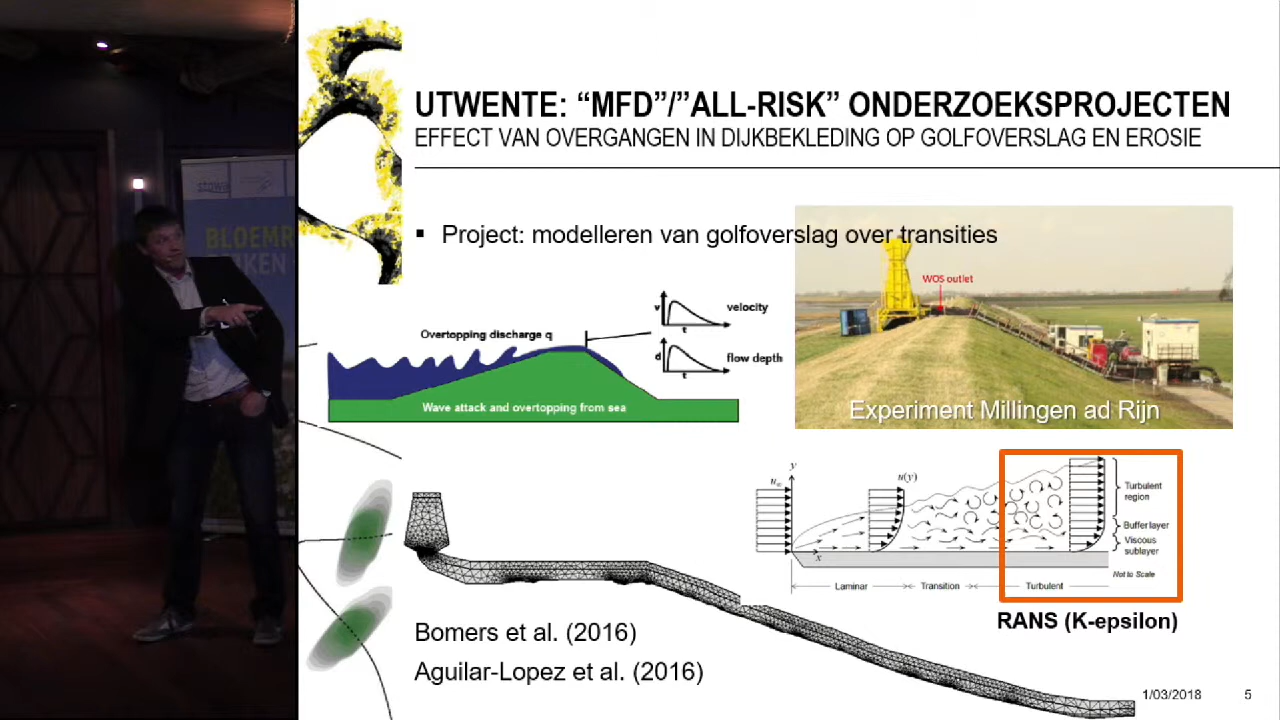 UTWENTE: “MFD”/”ALL-RISK” ONDERZOEKSPROJECTEN
EFFECT VAN OVERGANGEN IN DIJKBEKLEDING OP GOLFOVERSLAG EN EROSIE
stowa
BLOEMR
IJKEN
▪ Project: modelleren van golfoverslag over transities
WOS outlet
v
t
velocity
Overtopping discharge q
d
t
flow depth
Wave attack and overtopping from sea
Experiment Millingen ad Rijn
y
u∞
u(y)
x
Turbulent
region
Buffer layer
Viscous
sublayer
Not to Scale
Laminar
Transition
Turbulent
RANS (K-epsilon)
Bomers et al. (2016)
Aguilar-Lopez et al. (2016)
1/03/2018
5